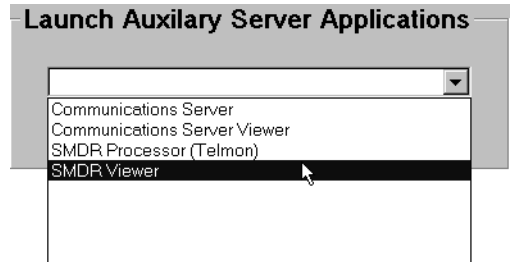 Launch Auxilary Server Applications
Communications Server
Communications Server Viewer
SMDR Processor (Telmon)
SMDR Viewer